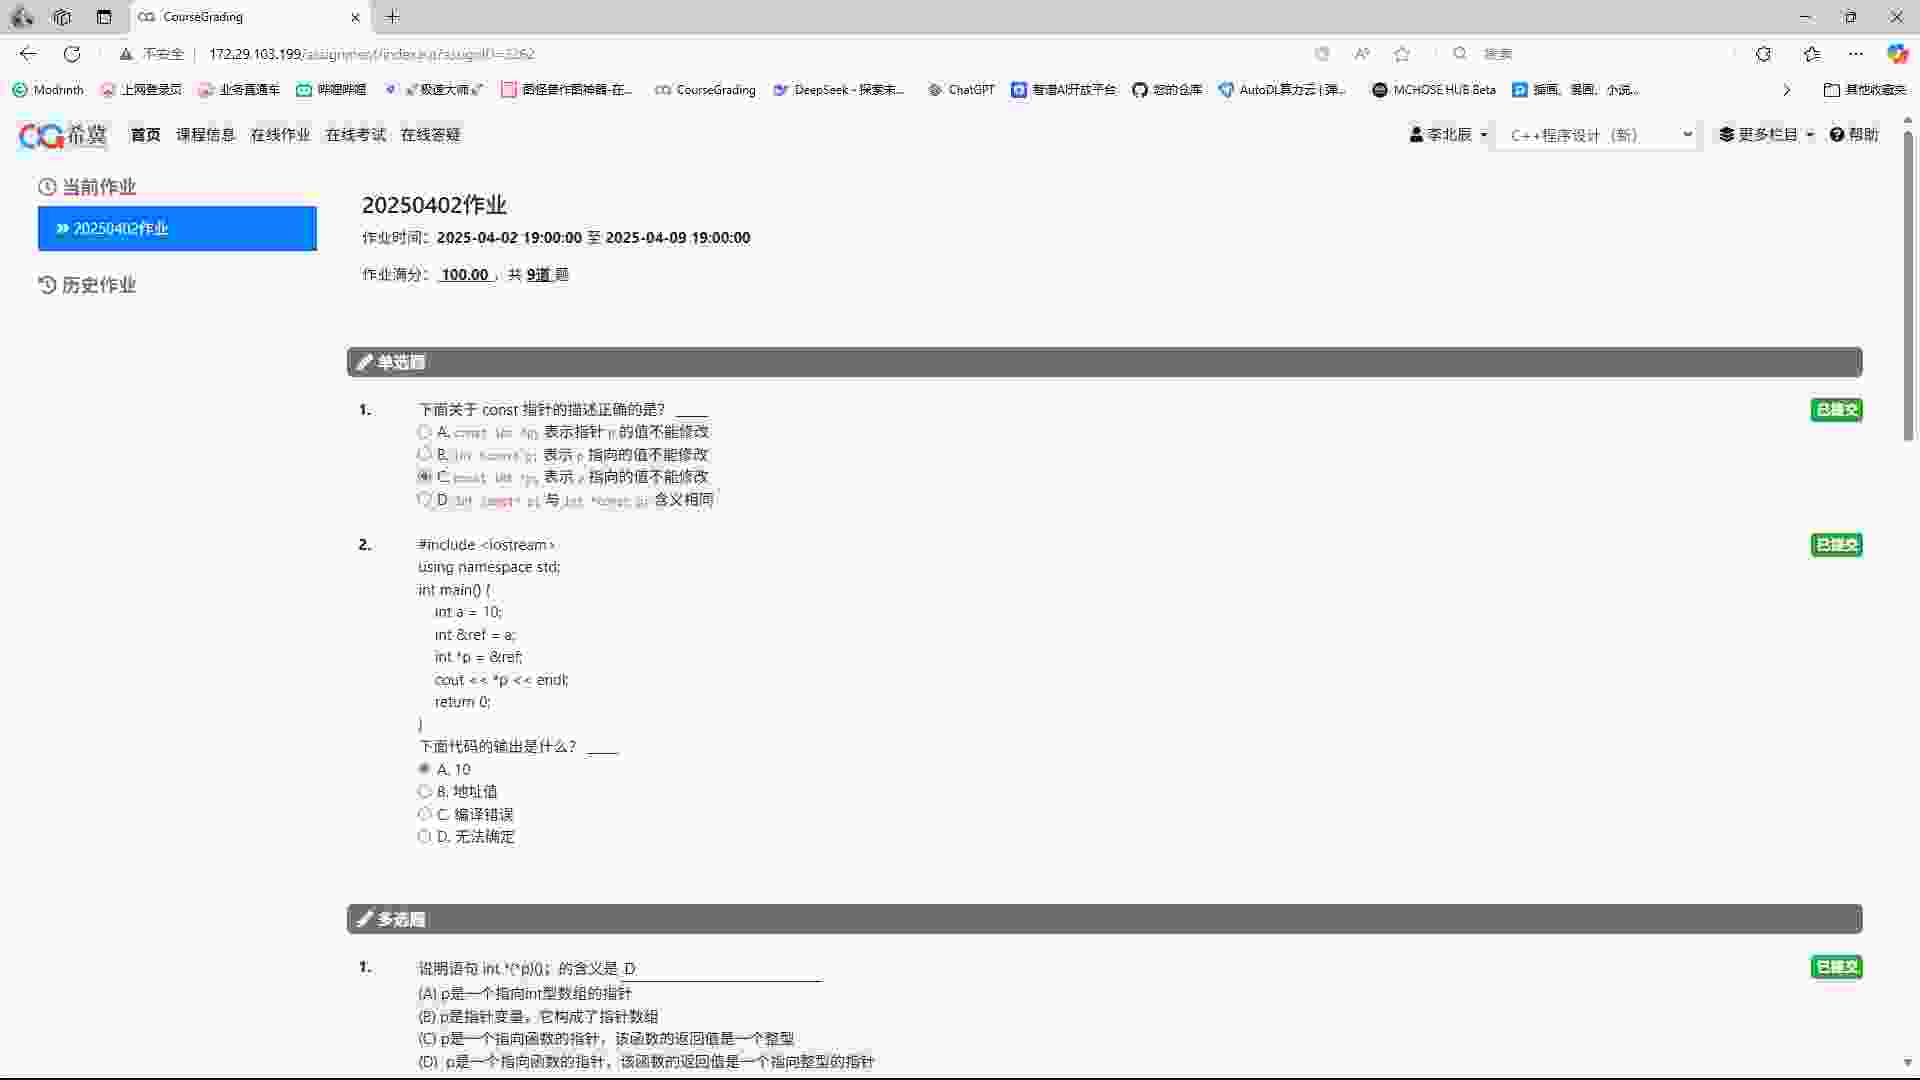 CourseGrading
不安全 172.29.103.199/assignment/index.jsp?assignID=3262
搜索
Modrinth 上网登录页 业务直通车 哔哩哔哩 极速大师 图怪兽作图神器-在... CourseGrading DeepSeek - 探索未... ChatGPT 智谱AI开放平台 您的仓库 AutoDL算力云 | 弹... MCHOSE HUB Beta 插画、漫画、小说... 其他收藏夹
CG希冀 首页 课程信息 在线作业 在线考试 在线答疑 李北辰 C++程序设计（新） 更多栏目 帮助
当前作业
20250402作业
历史作业
20250402作业
作业时间：2025-04-02 19:00:00 至 2025-04-09 19:00:00
作业满分： 100.00 ，共 9道 题
单选题
1. 下面关于 const 指针的描述正确的是？ ____ 已提交
A. const int *p; 表示指针 p 的值不能修改
B. int *const p; 表示 p 指向的值不能修改
C. const int *p; 表示 p 指向的值不能修改
D. int const* p; 与 int *const p; 含义相同
2. #include <iostream> 已提交
using namespace std;
int main() {
int a = 10;
int &ref = a;
int *p = &ref;
cout << *p << endl;
return 0;
}
下面代码的输出是什么？ ____
A. 10
B. 地址值
C. 编译错误
D. 无法确定
多选题
1. 说明语句 int *(*p)(); 的含义是 D 已提交
(A) p是一个指向int型数组的指针
(B) p是指针变量，它构成了指针数组
(C) p是一个指向函数的指针，该函数的返回值是一个整型
(D) p是一个指向函数的指针，该函数的返回值是一个指向整型的指针